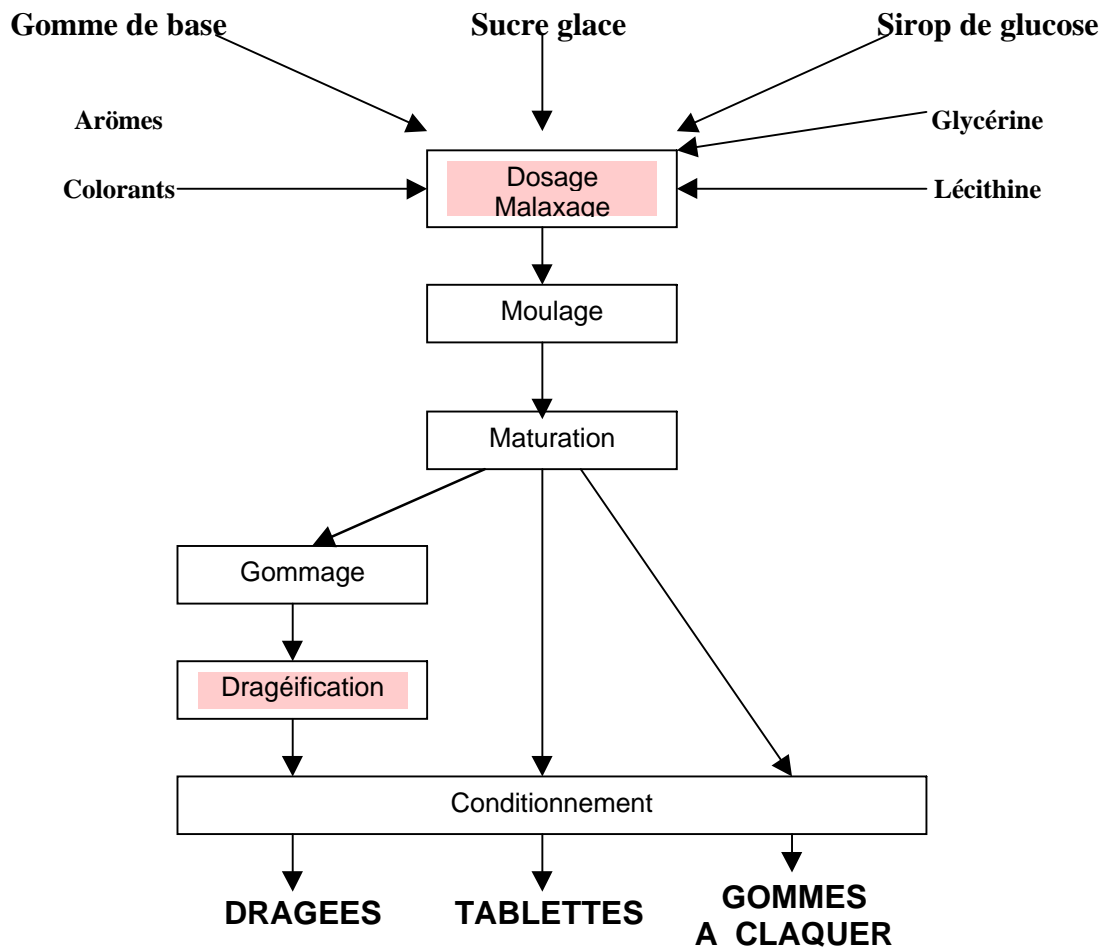 Gomme de base
Sucre glace
Sirop de glucose
Arömes
Glycérine
Colorants
Dosage
Malaxage
Lécithine
Moulage
Maturation
Gommage
Dragéification
Conditionnement
DRAGEES
TABLETTES
GOMMES
A CLAQUER